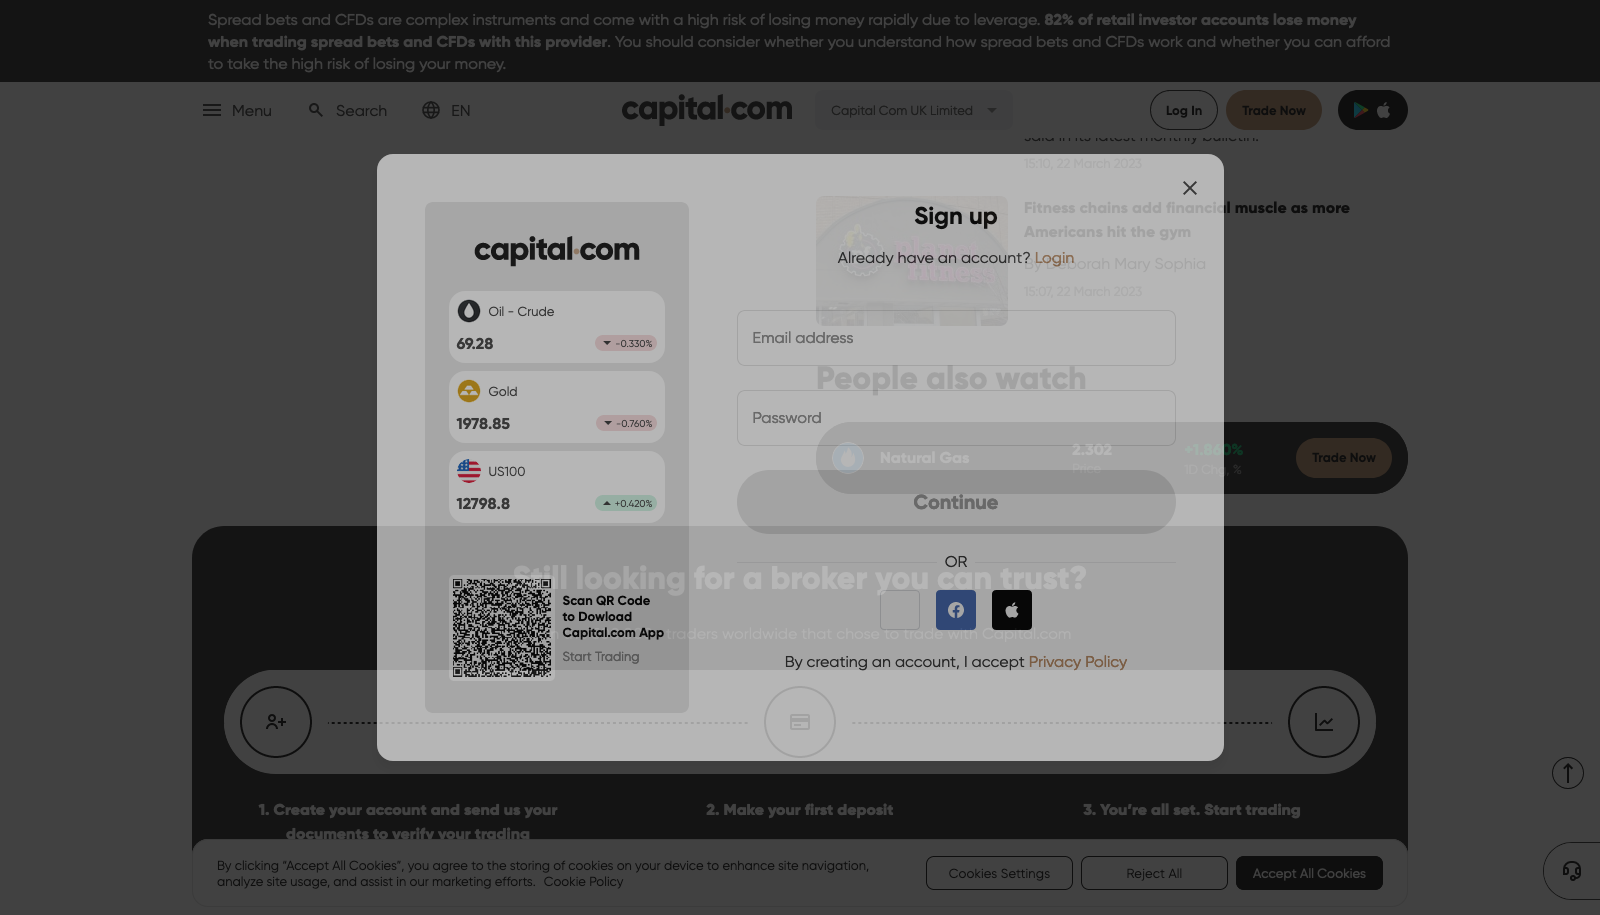 Spread bets and CFDs are complex instruments and come with a high risk of losing money rapidly due to leverage. 82% of retail investor accounts lose money
when trading spread bets and CFDs with this provider. You should consider whether you understand how spread bets and CFDs work and whether you can afford
to take the high risk of losing your money.
Menu
Search
EN
capital.com
Capital Com UK Limited
Log In
Trade Now
said in its latest monthly bulletin.
15:10, 22 March 2023
Fitness chains add financial muscle as more
Americans hit the gym
By Deborah Mary Sophia
15:07, 22 March 2023
Sign up
Already have an account? Login
capital.com
Oil - Crude
69.28
-0.330%
Gold
1978.85
-0.760%
US100
12798.8
+0.420%
Scan QR Code
to Dowload
Capital.com App
Start Trading
Email address
Password
Continue
OR
By creating an account, I accept Privacy Policy
People also watch
Natural Gas
2.302
Price
+1.860%
1D Chg, %
Trade Now
Still looking for a broker you can trust?
traders worldwide that chose to trade with Capital.com
1. Create your account and send us your
documents to verify your trading
2. Make your first deposit
3. You're all set. Start trading
By clicking “Accept All Cookies”, you agree to the storing of cookies on your device to enhance site navigation,
analyze site usage, and assist in our marketing efforts. Cookie Policy
Cookies Settings
Reject All
Accept All Cookies